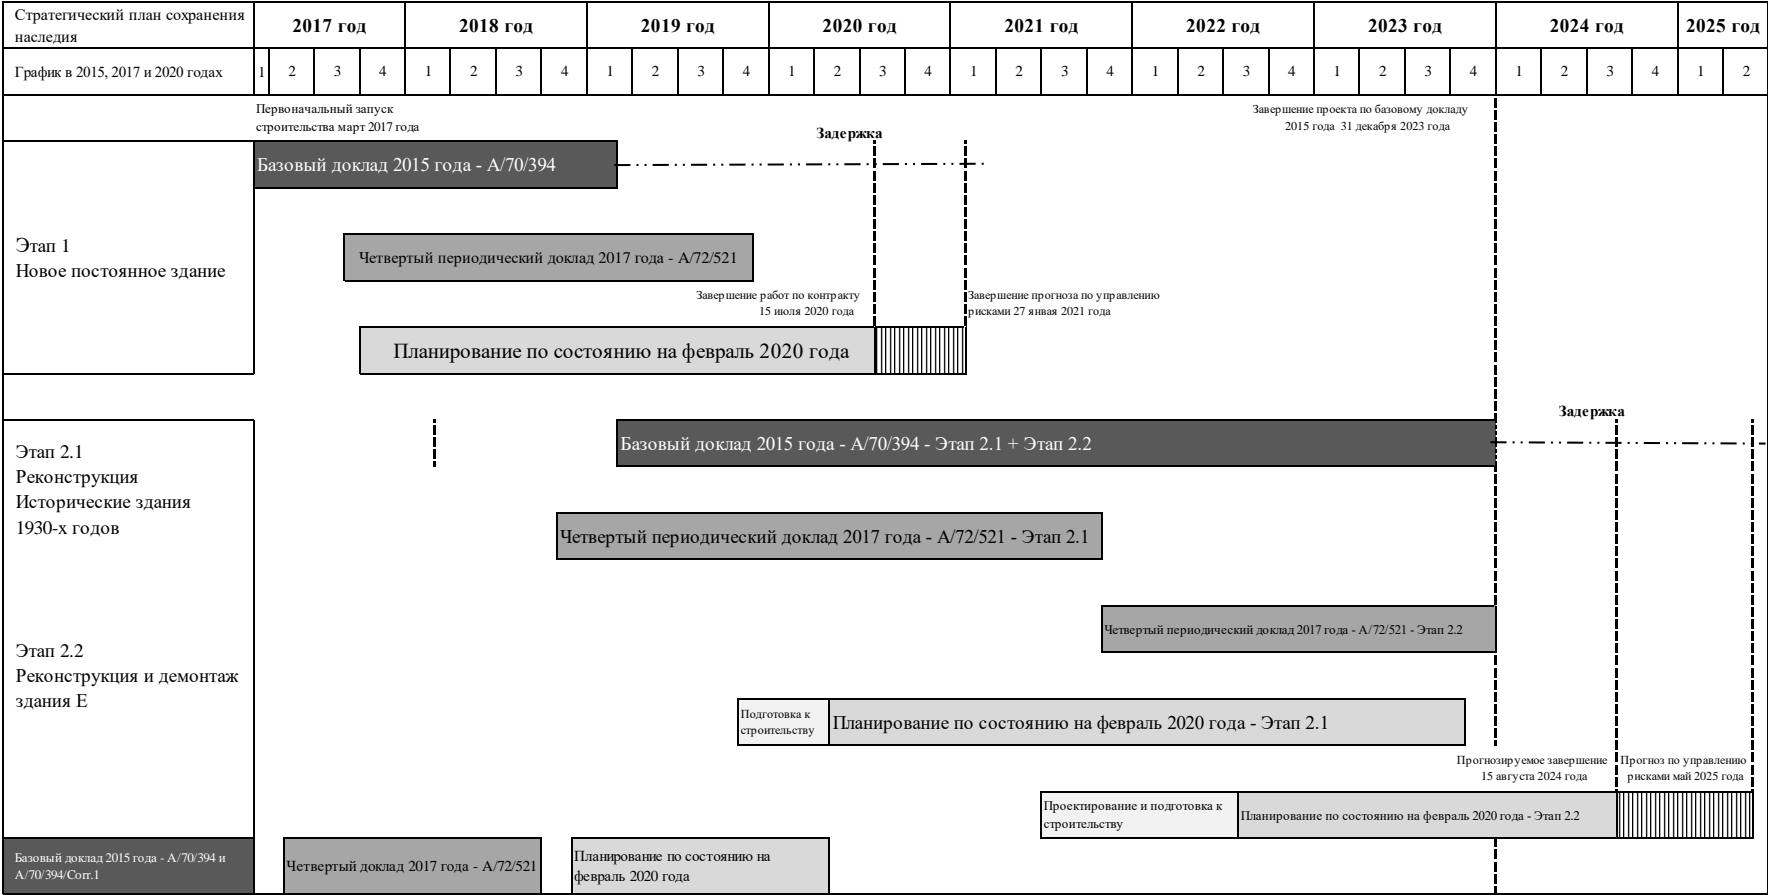 Стратегический план сохранения
наследия
2017 год
2018 год
2019 год
2020 год
2021 год
2022 год
2023 год
2024 год
2025 год
График в 2015, 2017 и 2020 годах
1 2 3 4 1 2 3 4 1 2 3 4 1 2 3 4 1 2 3 4 1 2 3 4 1 2 3 4 1 2 3 4 1 2
Первоначальный запуск
строительства март 2017 года
Задержка
Завершение проекта по базовому докладу
2015 года 31 декабря 2023 года
Базовый доклад 2015 года - A/70/394
Этап 1
Новое постоянное здание
Четвертый периодический доклад 2017 года - A/72/521
Завершение работ по контракту
15 июля 2020 года
Завершение прогноза по управлению
рисками 27 янвая 2021 года
Планирование по состоянию на февраль 2020 года
Задержка
Этап 2.1
Реконструкция
Исторические здания
1930-х годов
Базовый доклад 2015 года - A/70/394 - Этап 2.1 + Этап 2.2
Четвертый периодический доклад 2017 года - A/72/521 - Этап 2.1
Четвертый периодический доклад 2017 года - A/72/521 - Этап 2.2
Этап 2.2
Реконструкция и демонтаж
здания Е
Подготовка к
строительству
Планирование по состоянию на февраль 2020 года - Этап 2.1
Прогнозируемое завершение
15 августа 2024 года
Прогноз по управлению
рисками май 2025 года
Проектирование и подготовка к
строительству
Планирование по состоянию на февраль 2020 года - Этап 2.2
Базовый доклад 2015 года - A/70/394 и
A/70/394/Corr.1
Четвертый доклад 2017 года - A/72/521
Планирование по состоянию на
февраль 2020 года